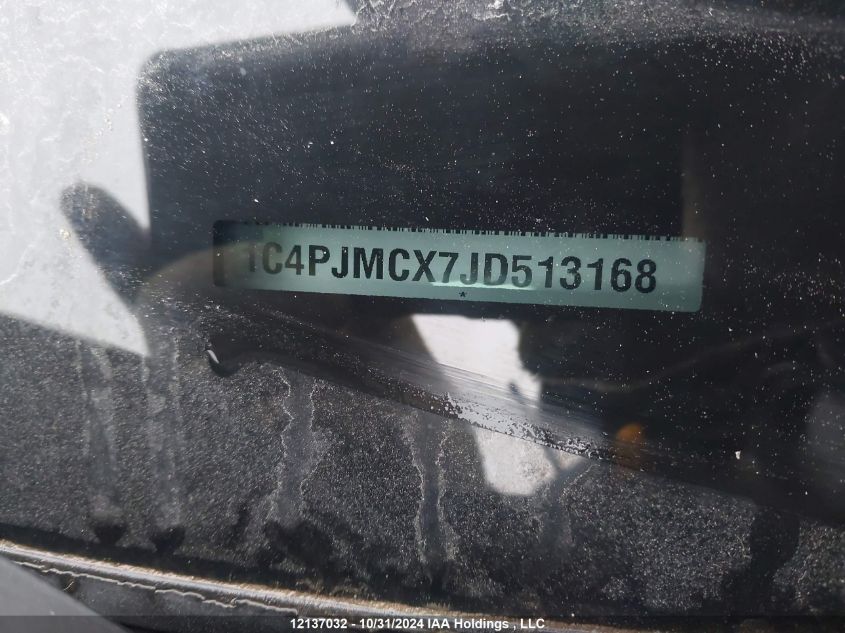 1C4PJMCX7JD513168
*
12137032 - 10/31/2024 IAA Holdings , LLC